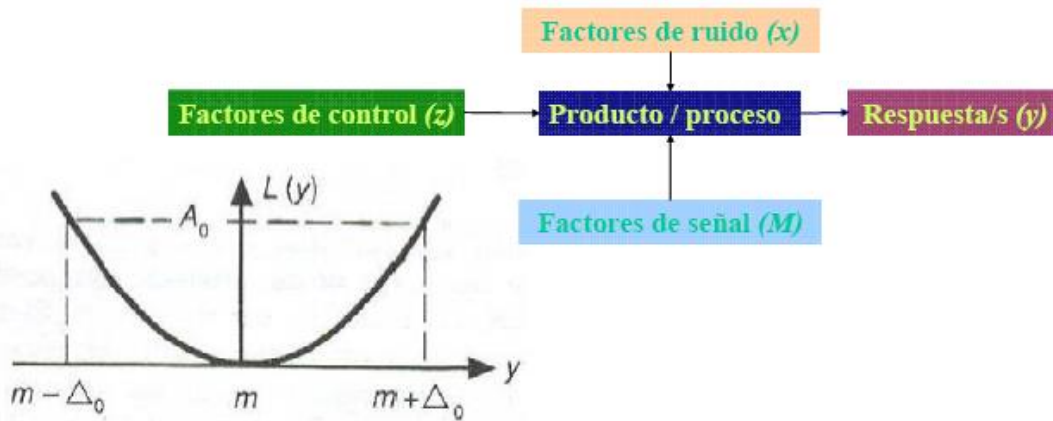 Factores de ruido (x)
Factores de control (z)
Producto / proceso
Respuesta/s (y)
Factores de señal (M)
L (y)
A₀
y
m − Δ₀
m
m + Δ₀